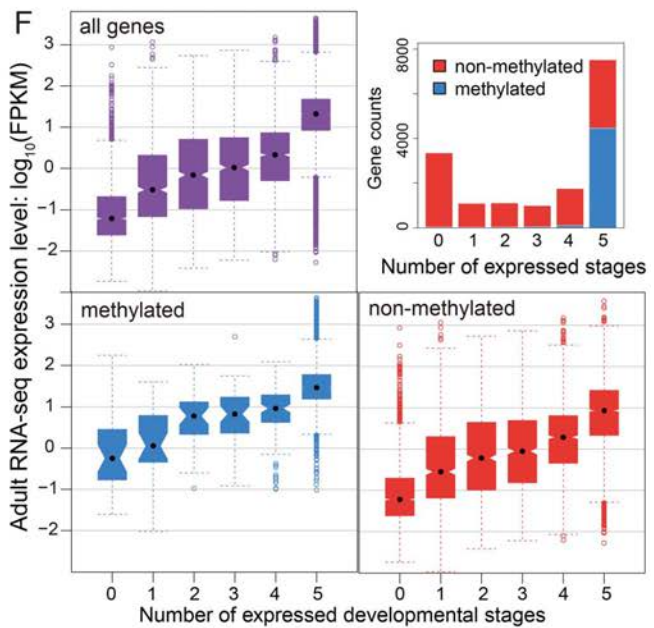 F
all genes
Adult RNA-seq expression level: log10(FPKM)
3
2
1
0
−1
−2
non-methylated
methylated
Gene counts
8000
4000
0
0 1 2 3 4 5
Number of expressed stages
methylated
3
2
1
0
−1
−2
0 1 2 3 4 5
non-methylated
0 1 2 3 4 5
Number of expressed developmental stages